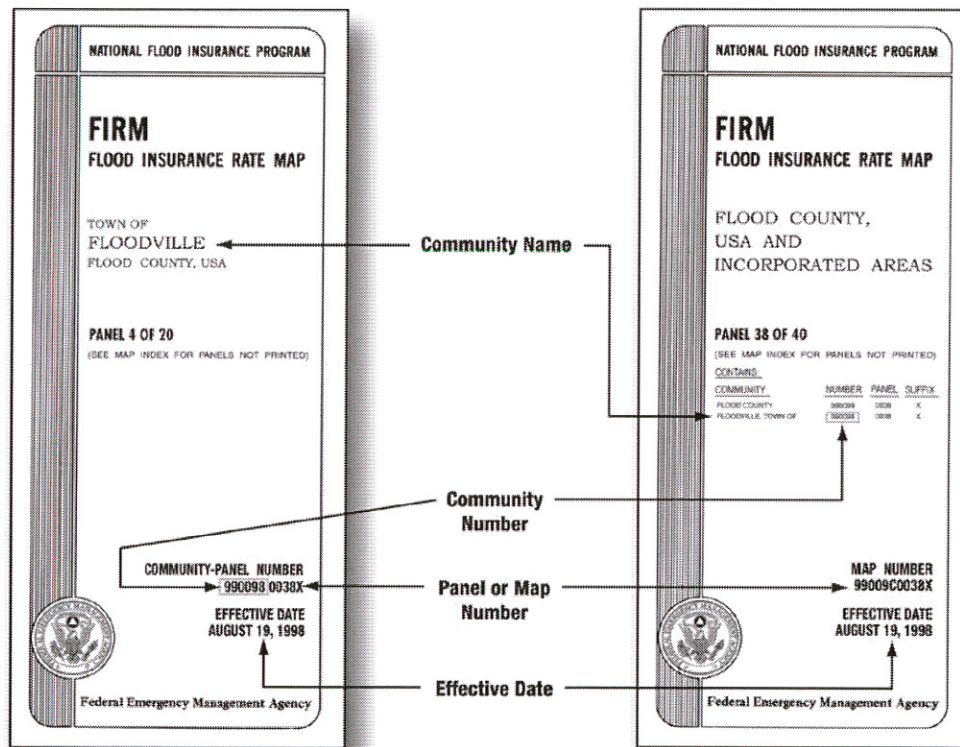 NATIONAL FLOOD INSURANCE PROGRAM
FIRM
FLOOD INSURANCE RATE MAP
TOWN OF
FLOODVILLE
FLOOD COUNTY, USA
PANEL 4 OF 20
(SEE MAP INDEX FOR PANELS NOT PRINTED)
COMMUNITY-PANEL NUMBER
990098 0038X
EFFECTIVE DATE
AUGUST 19, 1998
Federal Emergency Management Agency
Community Name
Community
Number
Panel or Map
Number
Effective Date
NATIONAL FLOOD INSURANCE PROGRAM
FIRM
FLOOD INSURANCE RATE MAP
FLOOD COUNTY,
USA AND
INCORPORATED AREAS
PANEL 38 OF 40
(SEE MAP INDEX FOR PANELS NOT PRINTED)
CONTAINS:
COMMUNITY NUMBER PANEL SUFFIX
FLOOD COUNTY 990099 0038 X
FLOODVILLE, TOWN OF 990098 0038 X
MAP NUMBER
99009C0038X
EFFECTIVE DATE
AUGUST 19, 1998
Federal Emergency Management Agency